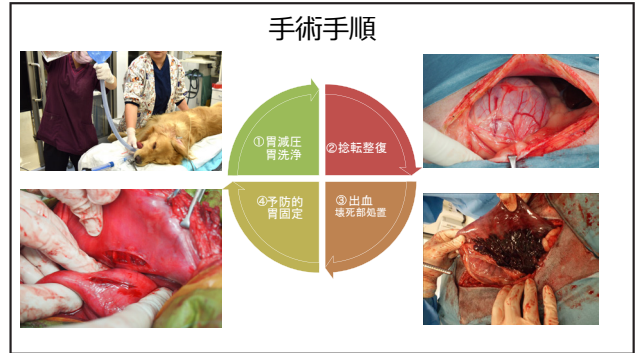 手術手順
①胃減圧
胃洗浄
②捻転整復
③出血
壊死部処置
④予防的
胃固定